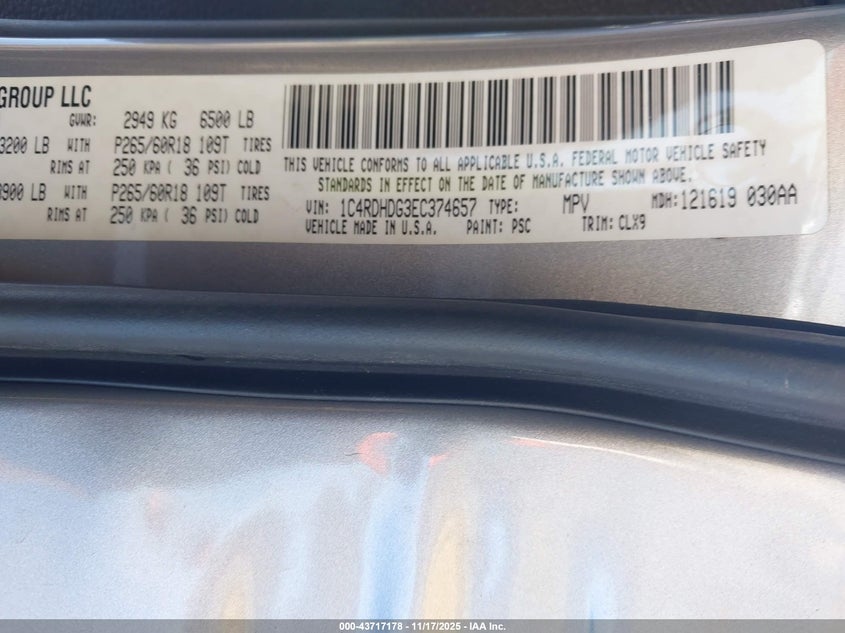 GROUP LLC
GVWR: 2949 KG 6500 LB
3200 LB WITH P265/60R18 109T TIRES
RIMS AT 250 KPA ( 36 PSI) COLD
900 LB WITH P265/60R18 109T TIRES
RIMS AT 250 KPA ( 36 PSI) COLD
THIS VEHICLE CONFORMS TO ALL APPLICABLE U.S.A. FEDERAL MOTOR VEHICLE SAFETY
STANDARDS IN EFFECT ON THE DATE OF MANUFACTURE SHOWN ABOVE.
VIN: 1C4RDHDG3EC374657 TYPE: MPV MDH: 121619 030AA
VEHICLE MADE IN U.S.A. PAINT: PSC TRIM: CLX9
000-43717178 - 11/17/2025 - IAA Inc.